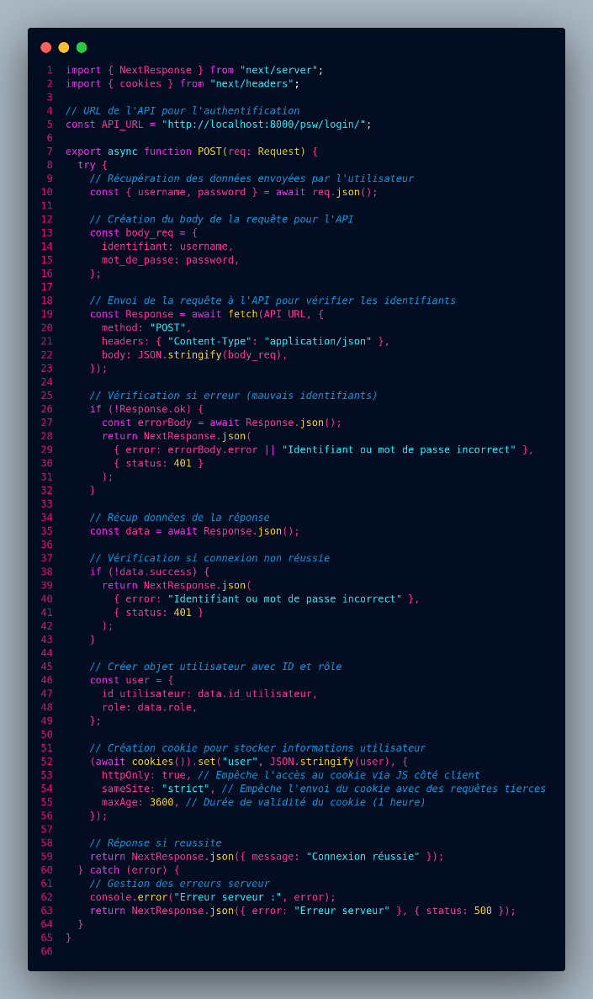 1 import { NextResponse } from "next/server";
2 import { cookies } from "next/headers";
3
4 // URL de l'API pour l'authentification
5 const API_URL = "http://localhost:8000/psw/login/";
6
7 export async function POST(req: Request) {
8   try {
9     // Récupération des données envoyées par l'utilisateur
10     const { username, password } = await req.json();
11
12     // Création du body de la requête pour l'API
13     const body_req = {
14       identifiant: username,
15       mot_de_passe: password,
16     };
17
18     // Envoi de la requête à l'API pour vérifier les identifiants
19     const Response = await fetch(API_URL, {
20       method: "POST",
21       headers: { "Content-Type": "application/json" },
22       body: JSON.stringify(body_req),
23     });
24
25     // Vérification si erreur (mauvais identifiants)
26     if (!Response.ok) {
27       const errorBody = await Response.json();
28       return NextResponse.json(
29         { error: errorBody.error || "Identifiant ou mot de passe incorrect" },
30         { status: 401 }
31       );
32     }
33
34     // Récup données de la réponse
35     const data = await Response.json();
36
37     // Vérification si connexion non réussie
38     if (!data.success) {
39       return NextResponse.json(
40         { error: "Identifiant ou mot de passe incorrect" },
41         { status: 401 }
42       );
43     }
44
45     // Créer objet utilisateur avec ID et rôle
46     const user = {
47       id_utilisateur: data.id_utilisateur,
48       role: data.role,
49     };
50
51     // Création cookie pour stocker informations utilisateur
52     (await cookies()).set("user", JSON.stringify(user), {
53       httpOnly: true, // Empêche l'accès au cookie via JS côté client
54       sameSite: "strict", // Empêche l'envoi du cookie avec des requêtes tierces
55       maxAge: 3600, // Durée de validité du cookie (1 heure)
56     });
57
58     // Réponse si reussite
59     return NextResponse.json({ message: "Connexion réussie" });
60   } catch (error) {
61     // Gestion des erreurs serveur
62     console.error("Erreur serveur :", error);
63     return NextResponse.json({ error: "Erreur serveur" }, { status: 500 });
64   }
65 }
66